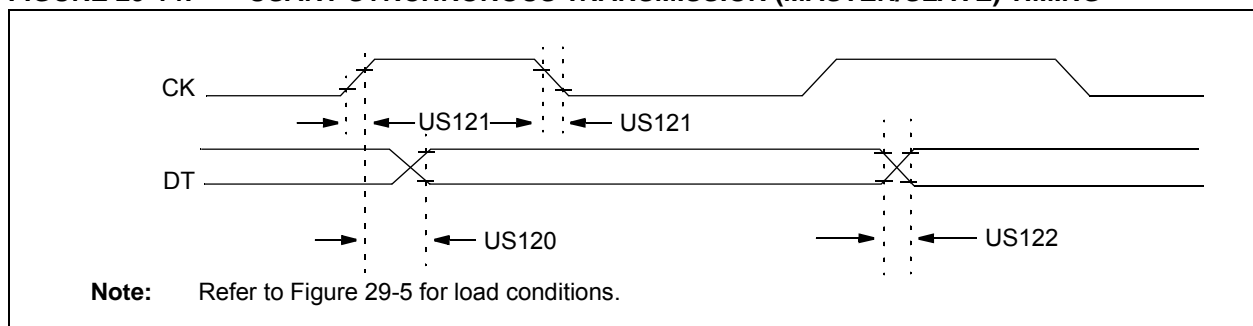 CK
US121
US121
DT
US120
US122
Note: Refer to Figure 29-5 for load conditions.